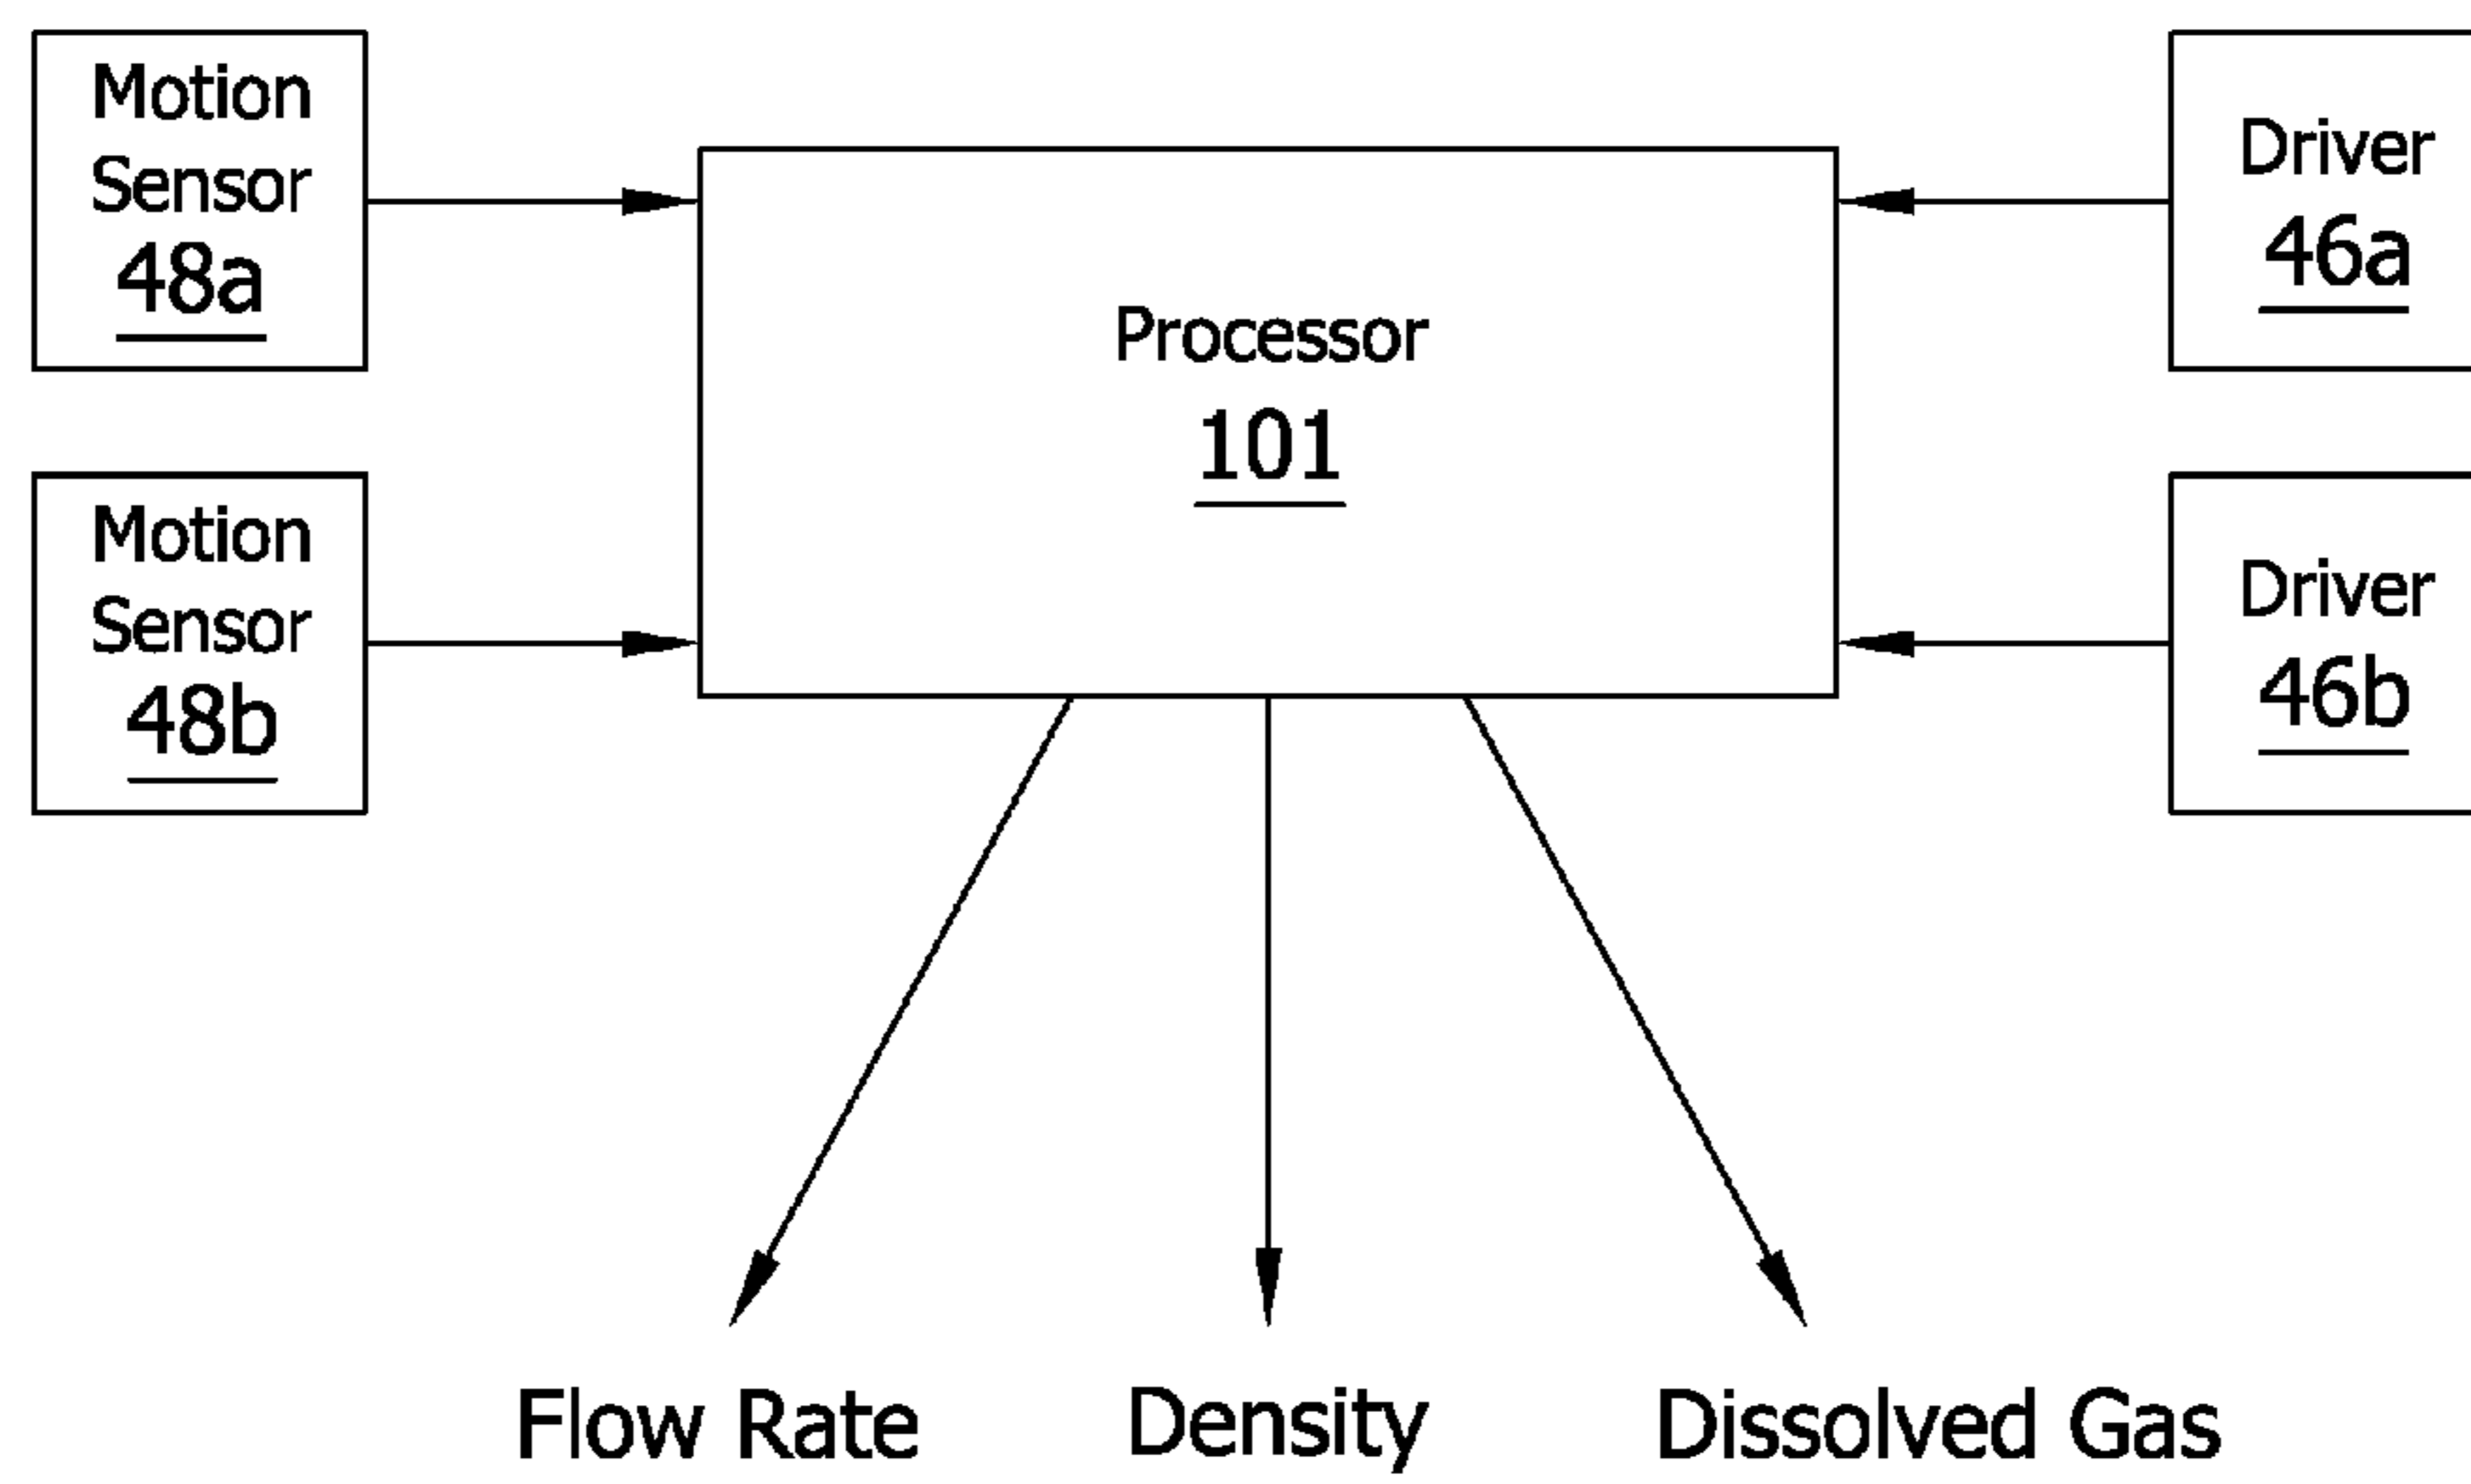 Motion
Sensor
48a
Motion
Sensor
48b
Processor
101
Driver
46a
Driver
46b
Flow Rate
Density
Dissolved Gas